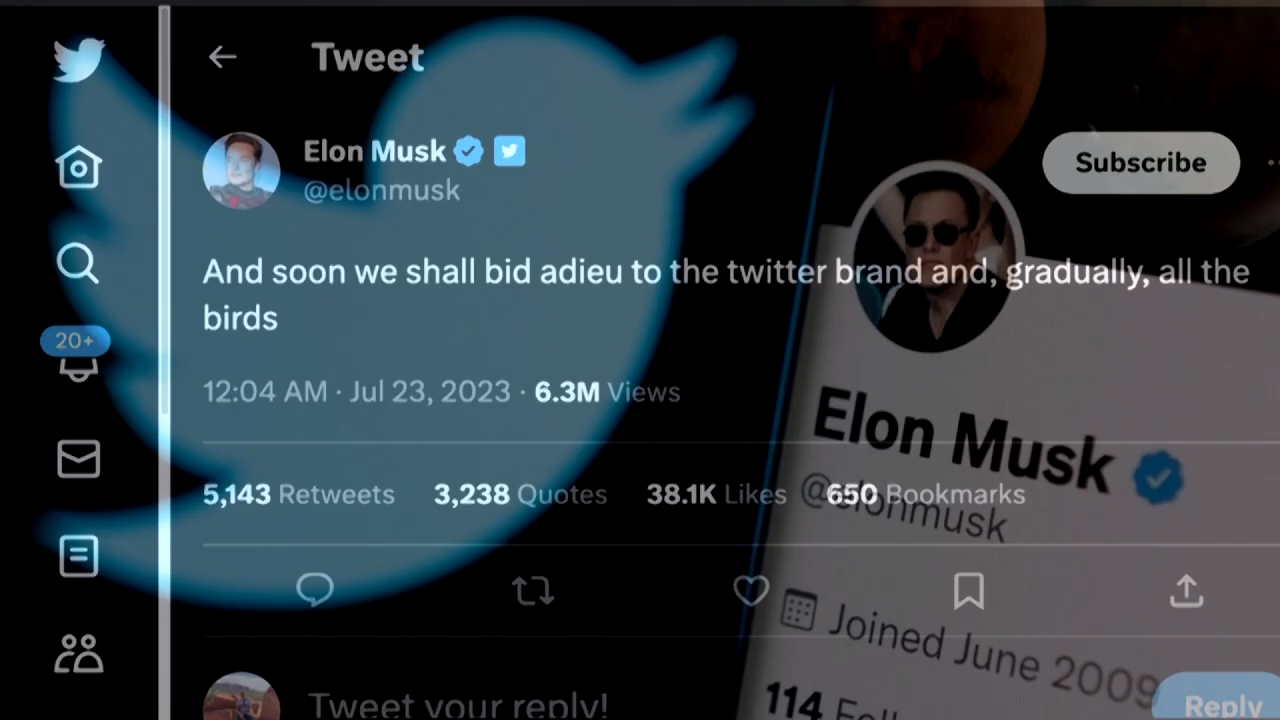 Tweet
Elon Musk
@elonmusk
Subscribe
And soon we shall bid adieu to the twitter brand and, gradually, all the
birds
20+
12:04 AM · Jul 23, 2023 · 6.3M Views
Elon Musk
@elonmusk
5,143 Retweets 3,238 Quotes 38.1K Likes 650 Bookmarks
Joined June 2009
114
Tweet your reply!
Reply